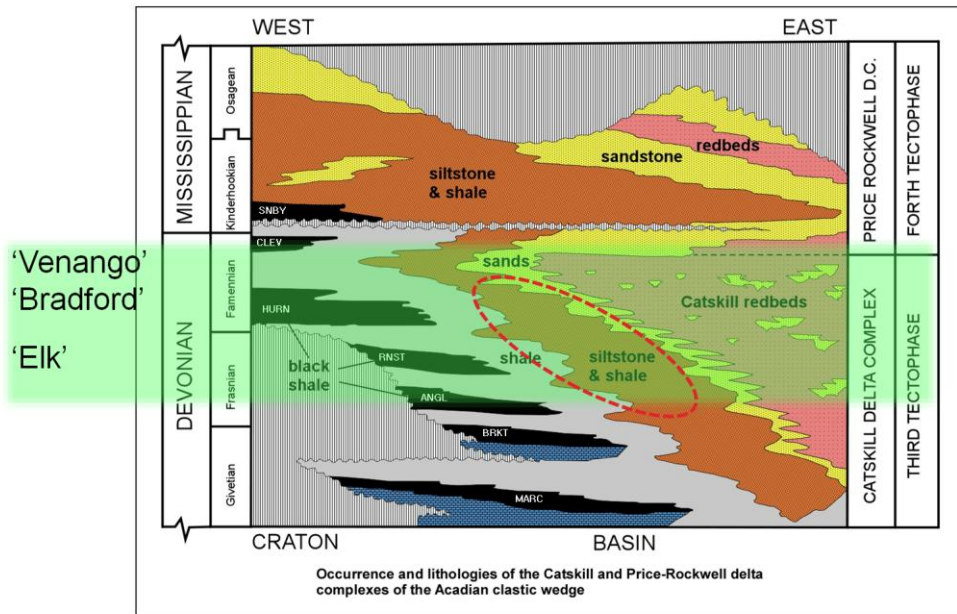 WEST
EAST
MISSISSIPPIAN
Osagean
Kinderhookian
redbeds
sandstone
siltstone
& shale
SNBY
PRICE ROCKWELL D.C.
FORTH TECTOPHASE
'Venango'
'Bradford'
'Elk'
DEVONIAN
Famennian
Frasnian
Givetian
CLEV
sands
HURN
Catskill redbeds
RNST
shale
black
shale
siltstone
& shale
ANGL
BRKT
MARC
CATSKILL DELTA COMPLEX
THIRD TECTOPHASE
CRATON
BASIN
Occurrence and lithologies of the Catskill and Price-Rockwell delta
complexes of the Acadian clastic wedge